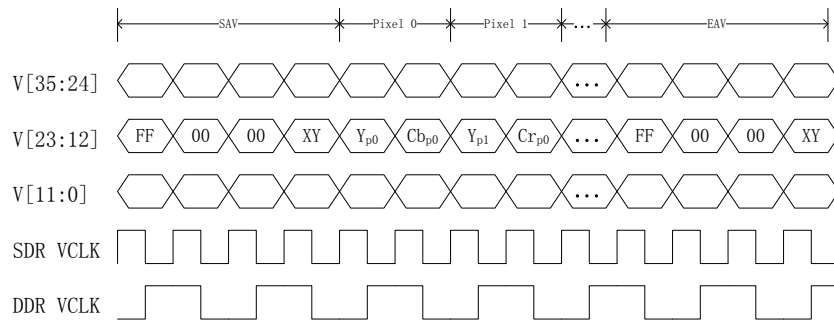 SAV Pixel 0 Pixel 1 ... EAV
V[35:24] ...
V[23:12] FF 00 00 XY Yp0 Cbp0 Yp1 Crp0 ... FF 00 00 XY
V[11:0] ...
SDR VCLK
DDR VCLK